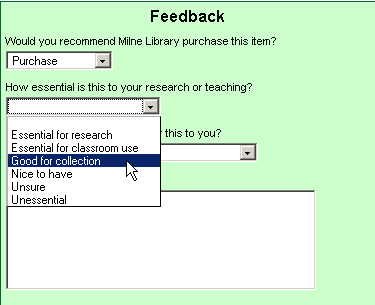 Feedback
Would you recommend Milne Library purchase this item?
Purchase
How essential is this to your research or teaching?
Essential for research
this to you?
Essential for classroom use
Good for collection
Nice to have
Unsure
Unessential